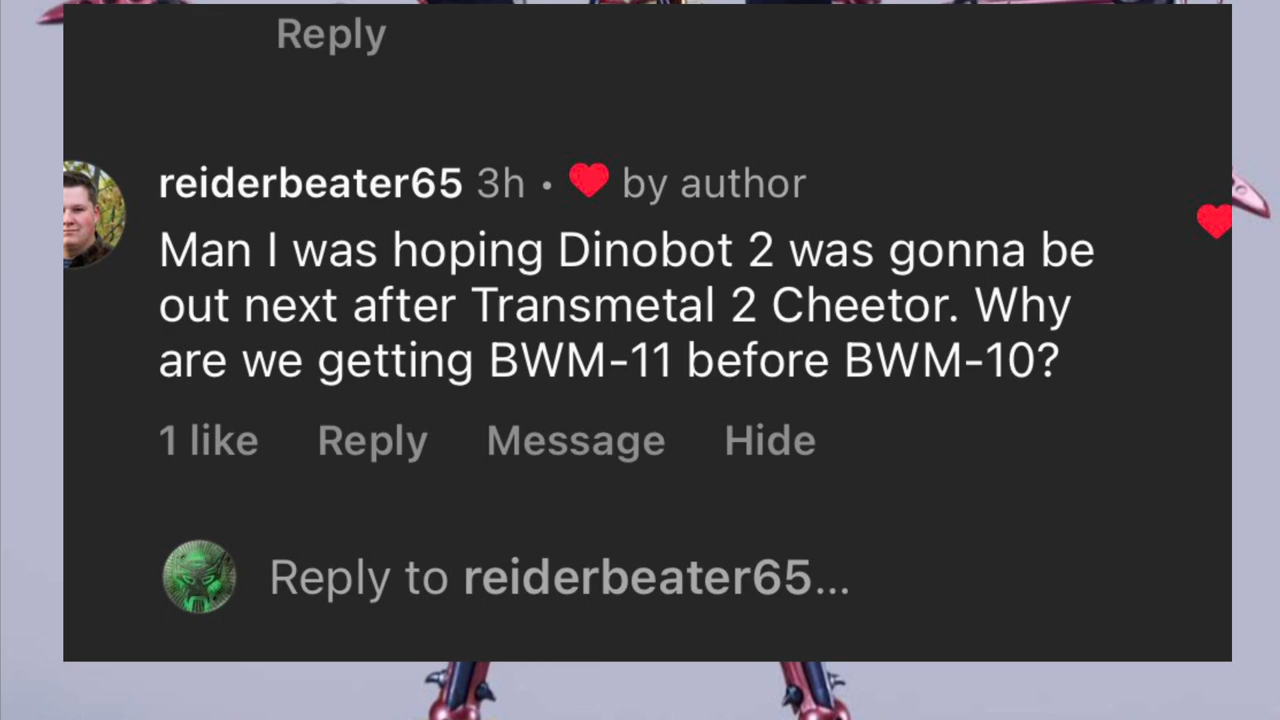 Reply
reiderbeater65 3h • ❤️ by author
Man I was hoping Dinobot 2 was gonna be
out next after Transmetal 2 Cheetor. Why
are we getting BWM-11 before BWM-10?
1 like Reply Message Hide
Reply to reiderbeater65...